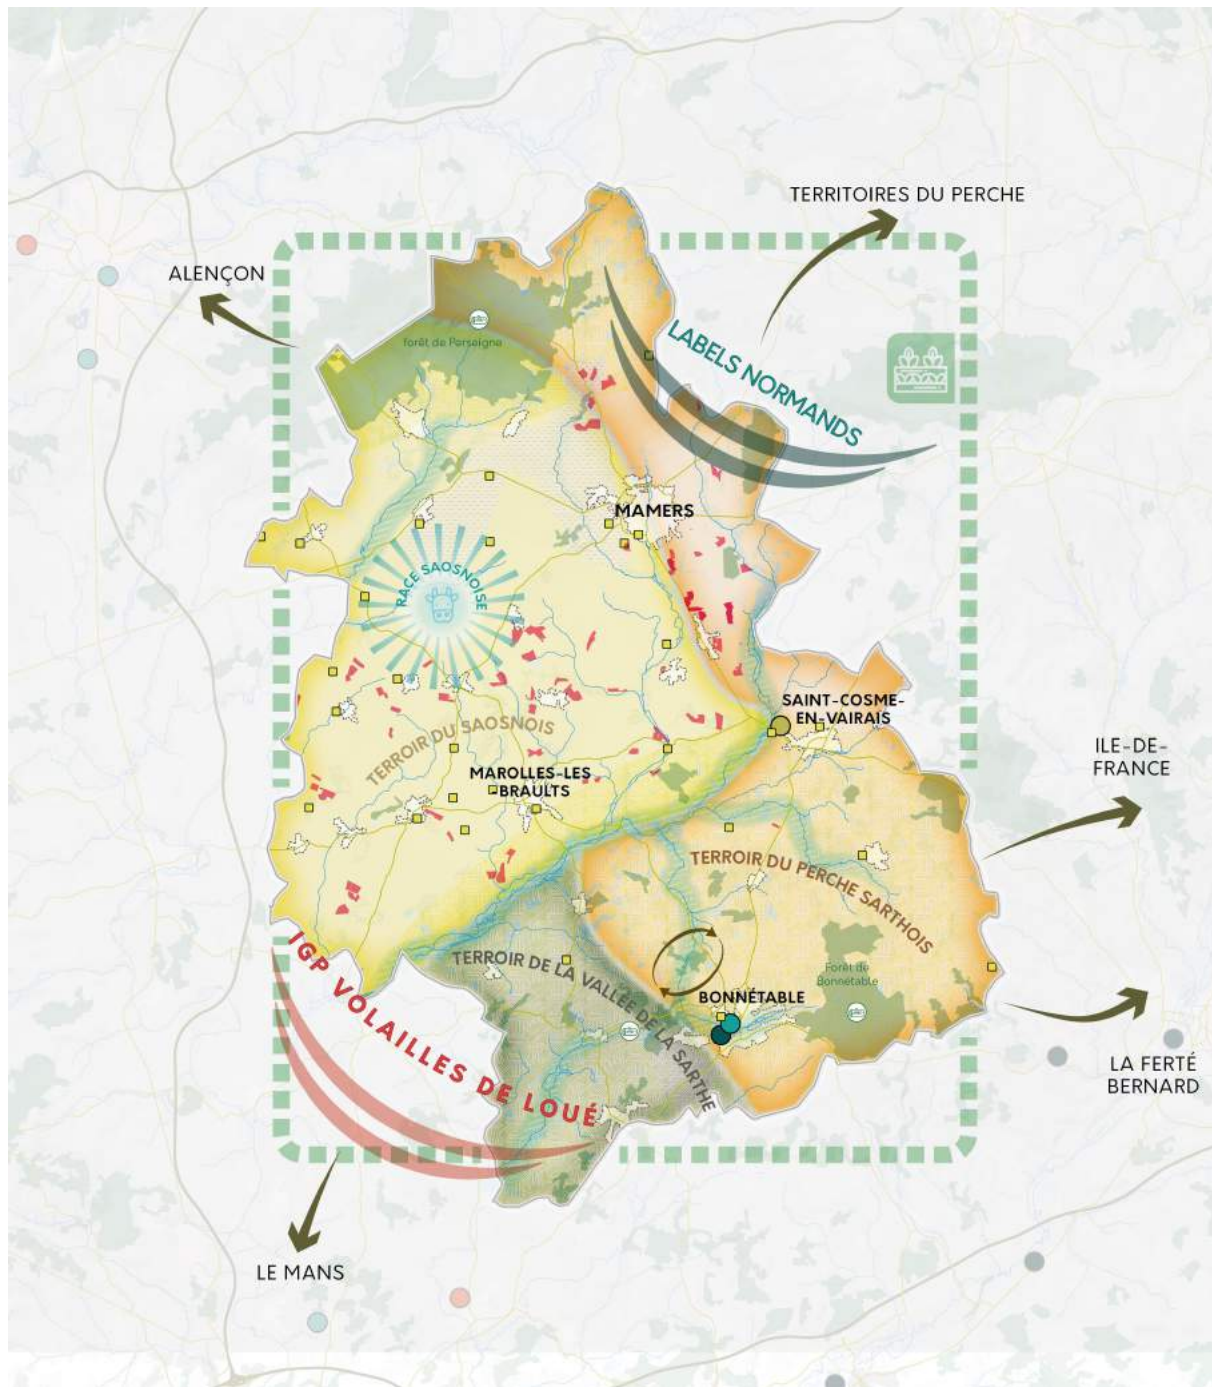 TERRITOIRES DU PERCHE
ALENÇON
forêt de Perseigne
LABELS NORMANDS
MAMERS
RACE SAOSNOISE
SAINT-COSME-
EN-VAIRAIS
TERROIR DU SAOSNOIS
ILE-DE-
FRANCE
MAROLLES-LES
BRAULTS
TERROIR DU PERCHE SARTHOIS
IGP VOLAILLES DE LOUÉ
TERROIR DE LA VALLÉE DE LA SARTHE
Forêt de
Bonnétable
BONNÉTABLE
LA FERTÉ
BERNARD
LE MANS